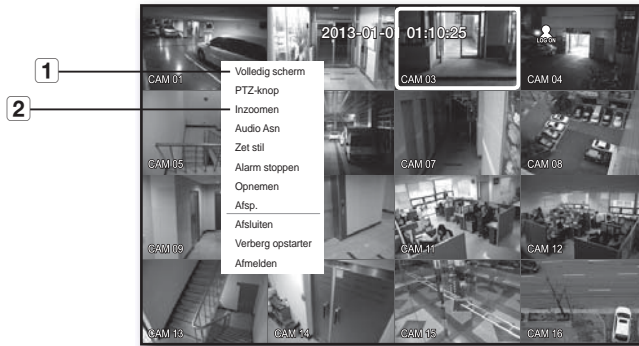 2013-01-01 01:10:25
LOG ON
CAM 01
CAM 03
CAM 04
1
2
Volledig scherm
PTZ-knop
Inzoomen
Audio Asn
Zet stil
Alarm stoppen
Opnemen
Afsp.
Afsluiten
Verberg opstarter
Afmelden
CAM 05
CAM 07
CAM 08
CAM 09
CAM 11
CAM 12
CAM 13
CAM 14
CAM 15
CAM 16